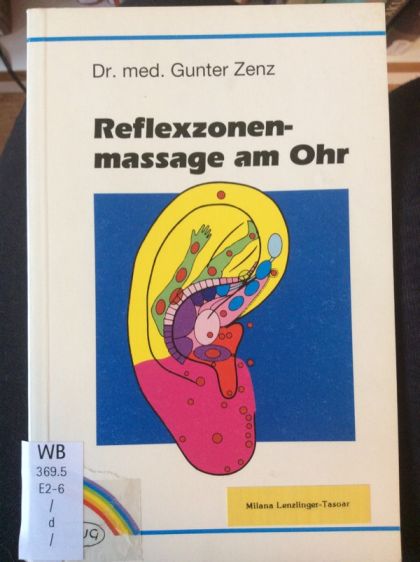 Dr. med. Gunter Zenz
Reflexzonen-
massage am Ohr
WB
369.5
E2-6
/
d
/
Milana Lenzlinger-Tasoar